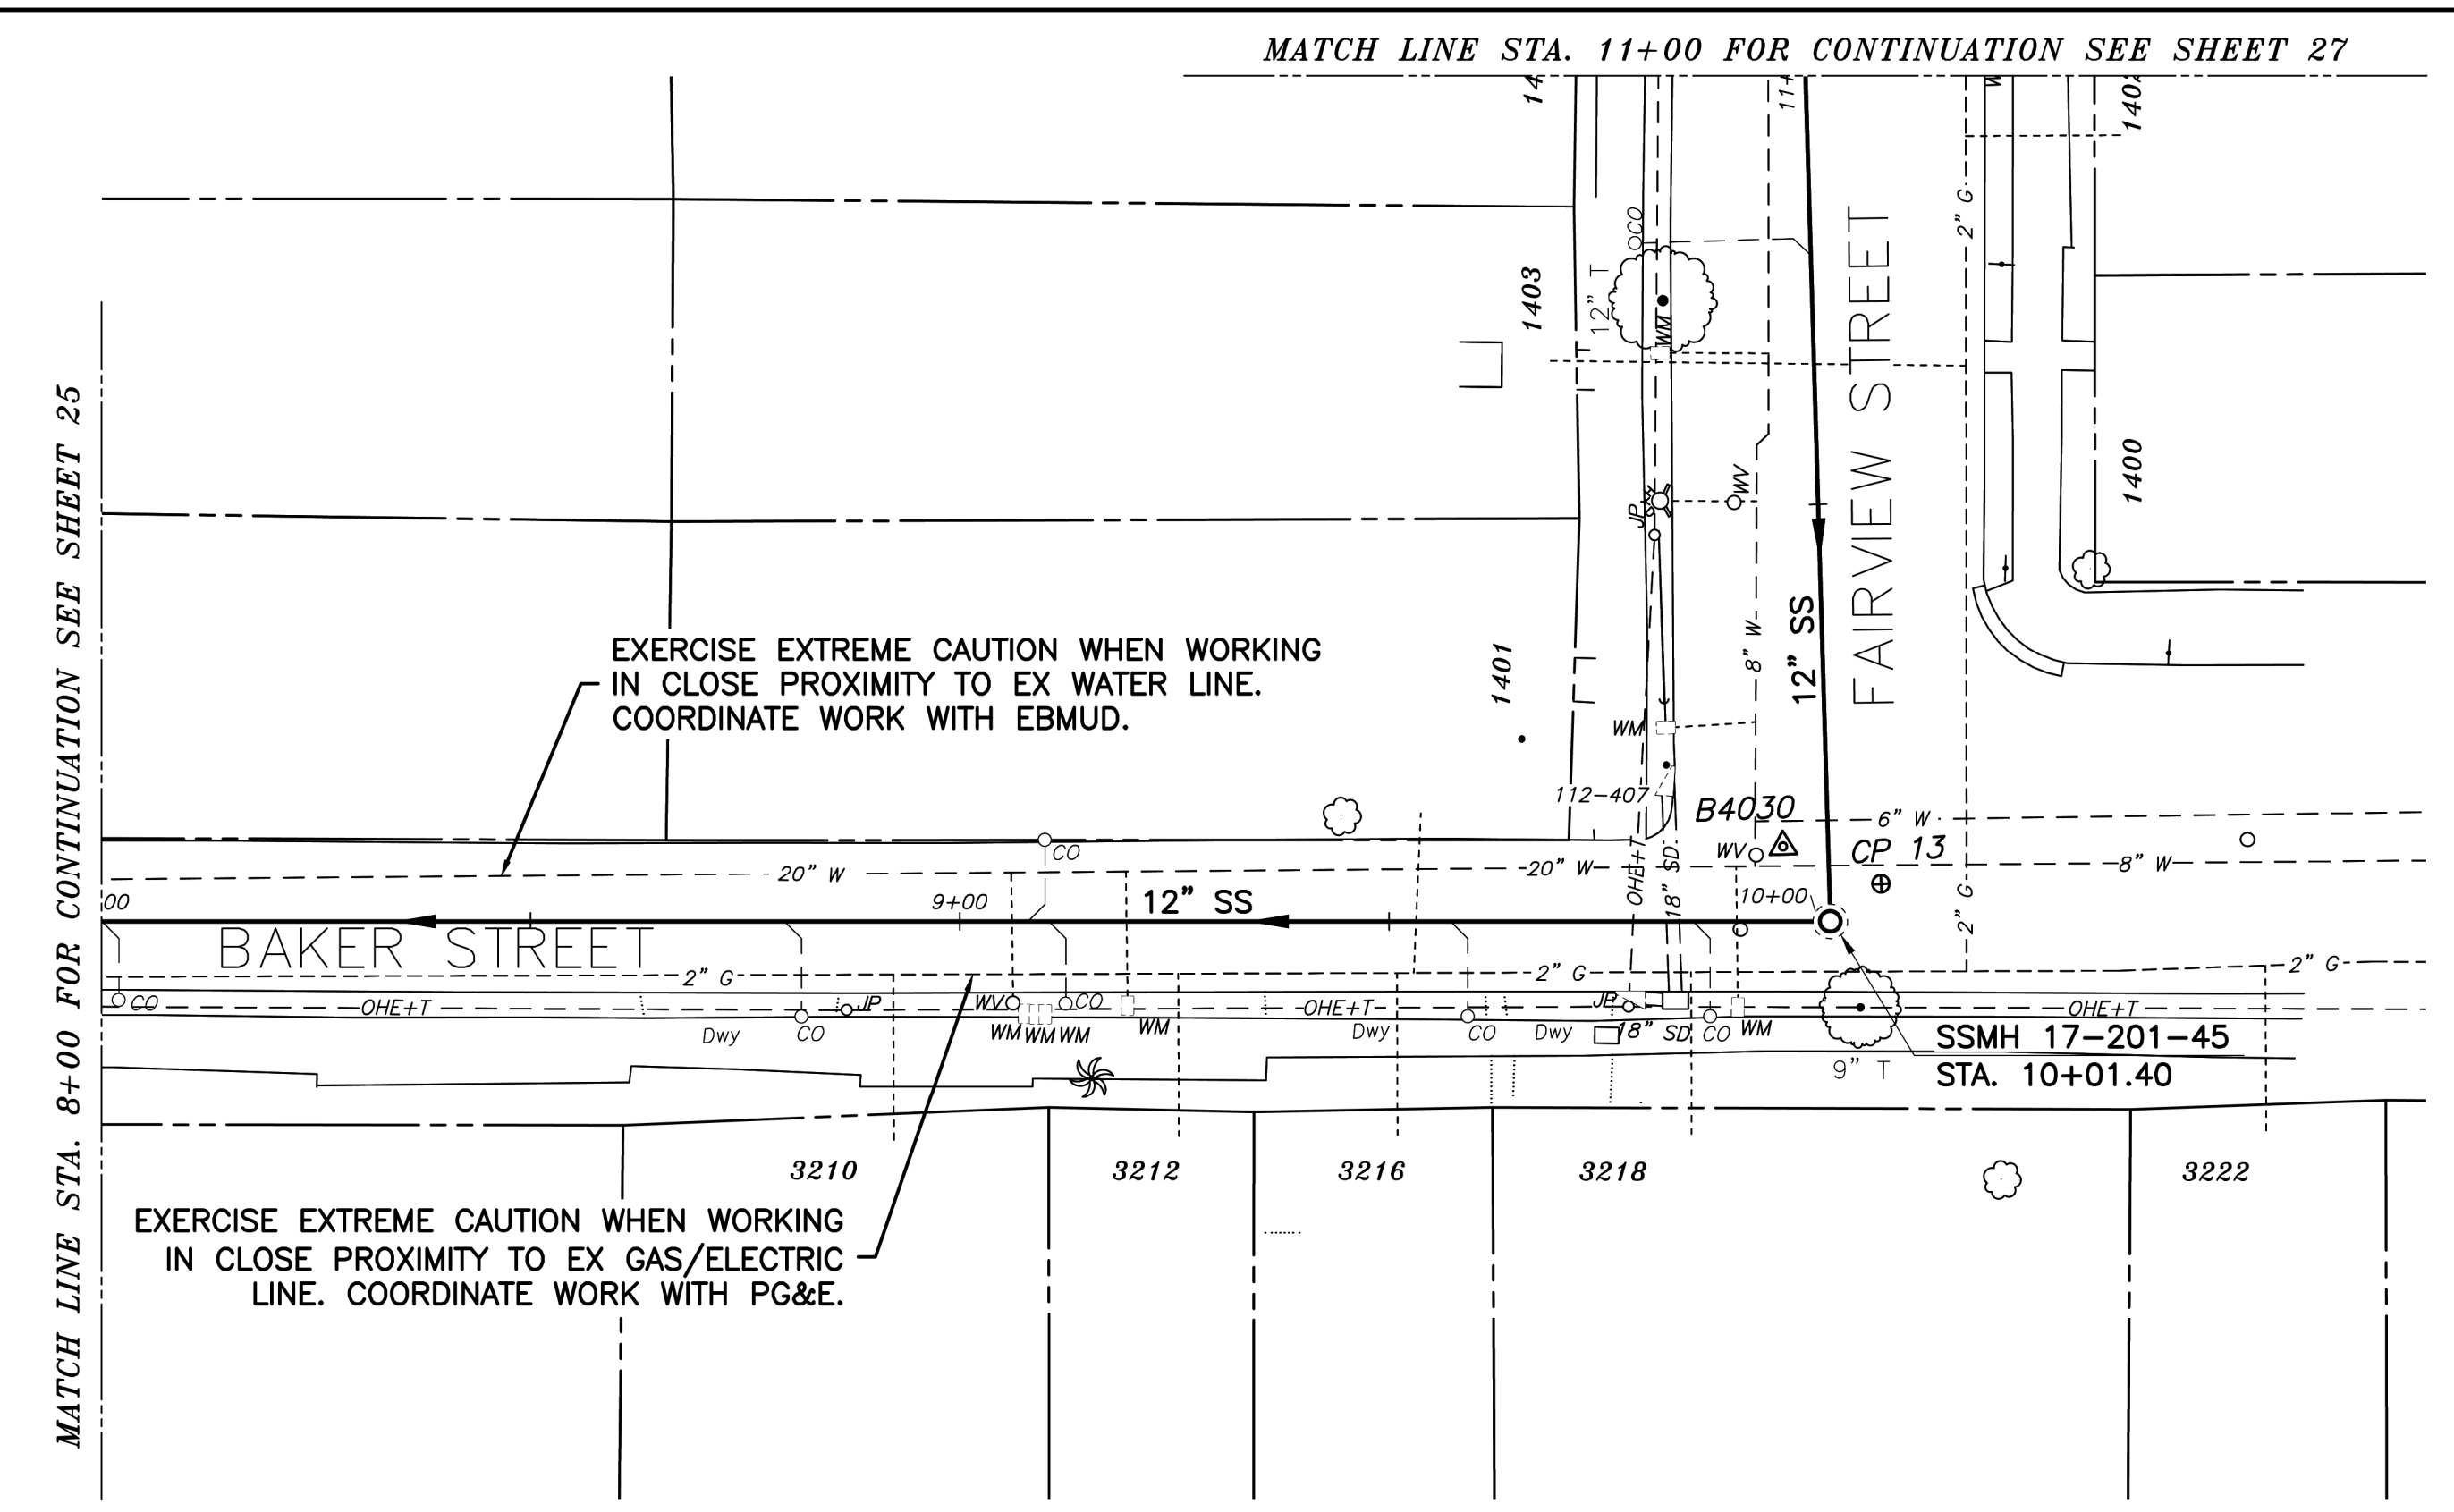 MATCH LINE STA. 11+00 FOR CONTINUATION SEE SHEET 27
MATCH LINE STA. 8+00 FOR CONTINUATION SEE SHEET 25
11+
1403
12" T
CO
WM
JP
WV
1401
WM
112-407
8" W
12" SS
FAIRVIEW STREET
2" G
1400
EXERCISE EXTREME CAUTION WHEN WORKING
IN CLOSE PROXIMITY TO EX WATER LINE.
COORDINATE WORK WITH EBMUD.
B4030
6" W
CP 13
WV
CO
20" W
20" W
8" W
OHE+T
18" SD
2" G
00
9+00
12" SS
10+00
BAKER STREET
2" G
2" G
2" G
CO
OHE+T
JP
WV
CO
OHE+T
JP
OHE+T
Dwy
CO
WM
WM
WM
WM
Dwy
CO
Dwy
18" SD
CO
WM
SSMH 17-201-45
STA. 10+01.40
9" T
3210
3212
3216
3218
3222
EXERCISE EXTREME CAUTION WHEN WORKING
IN CLOSE PROXIMITY TO EX GAS/ELECTRIC
LINE. COORDINATE WORK WITH PG&E.